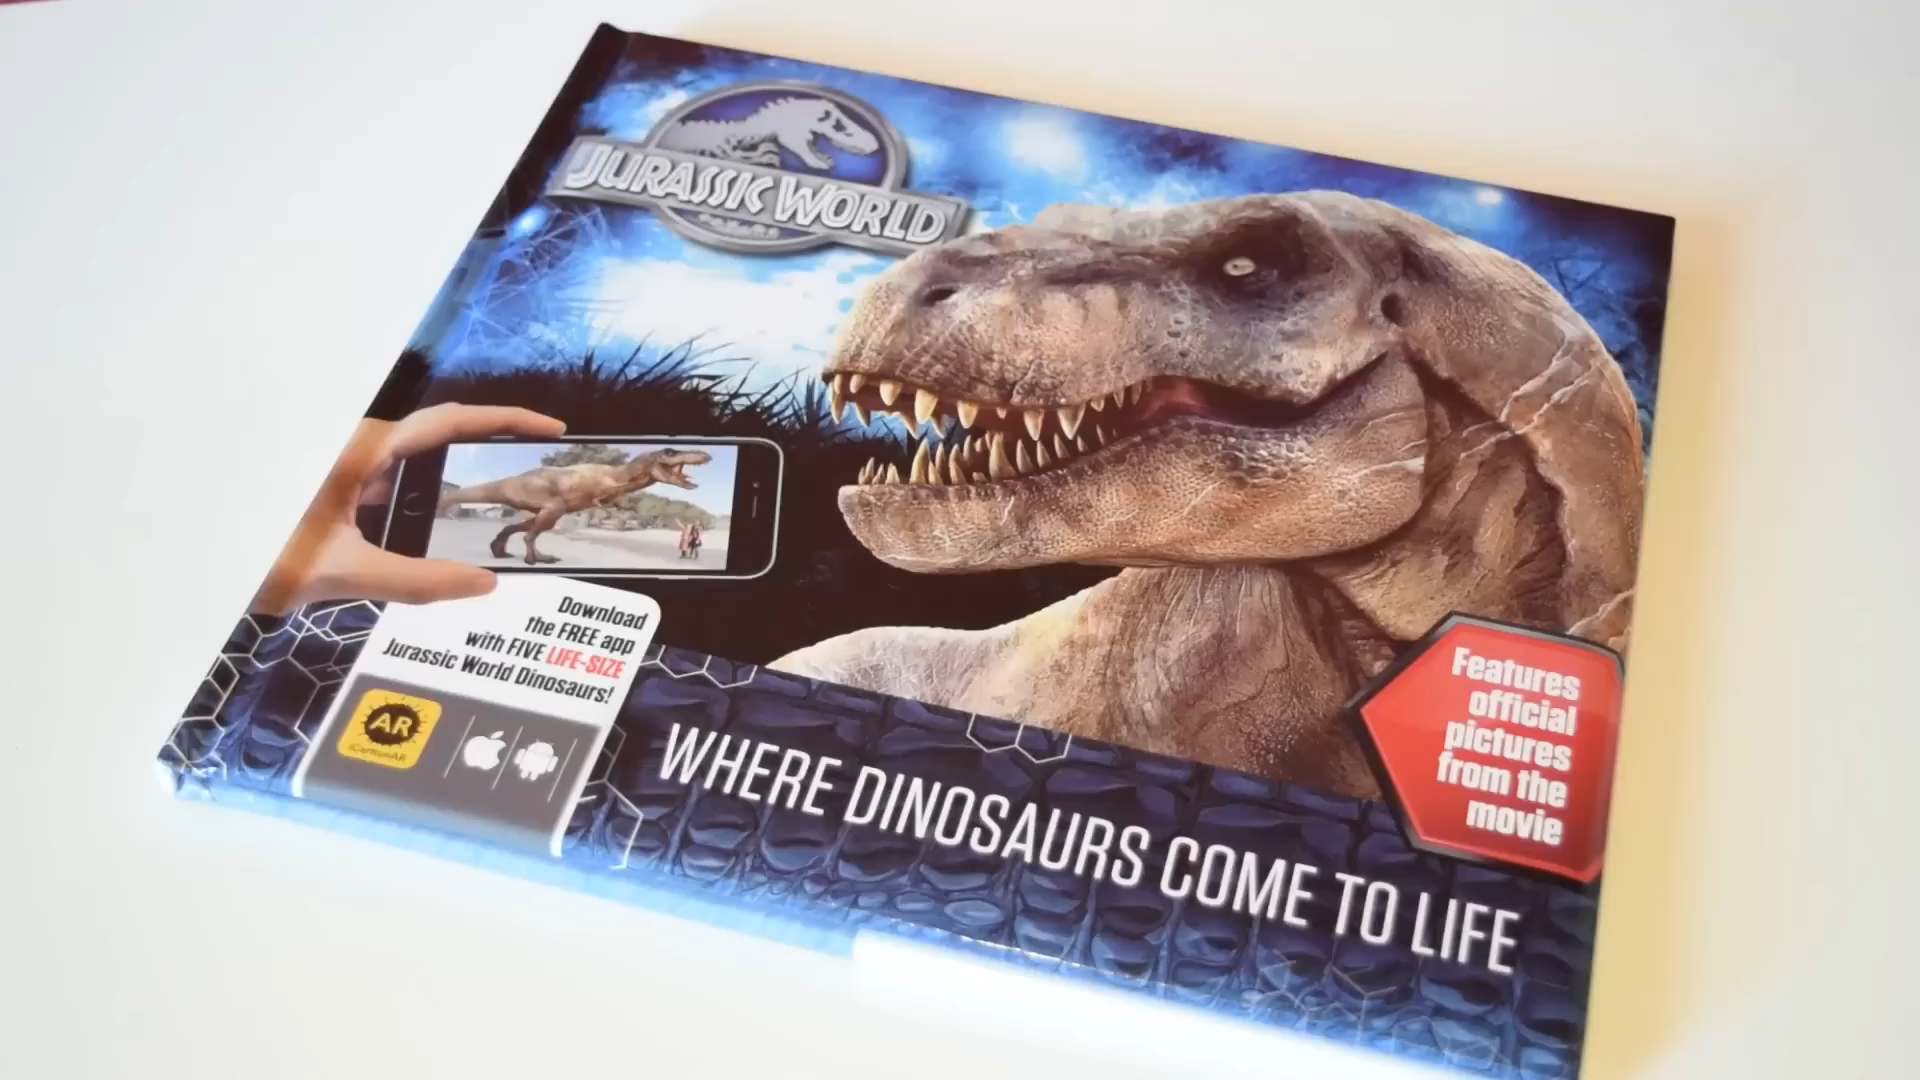 JURASSIC WORLD
Download
the FREE app
with FIVE LIFE-SIZE
Jurassic World Dinosaurs!
AR
iCarltonAR
WHERE DINOSAURS COME TO LIFE
Features
official
pictures
from the
movie